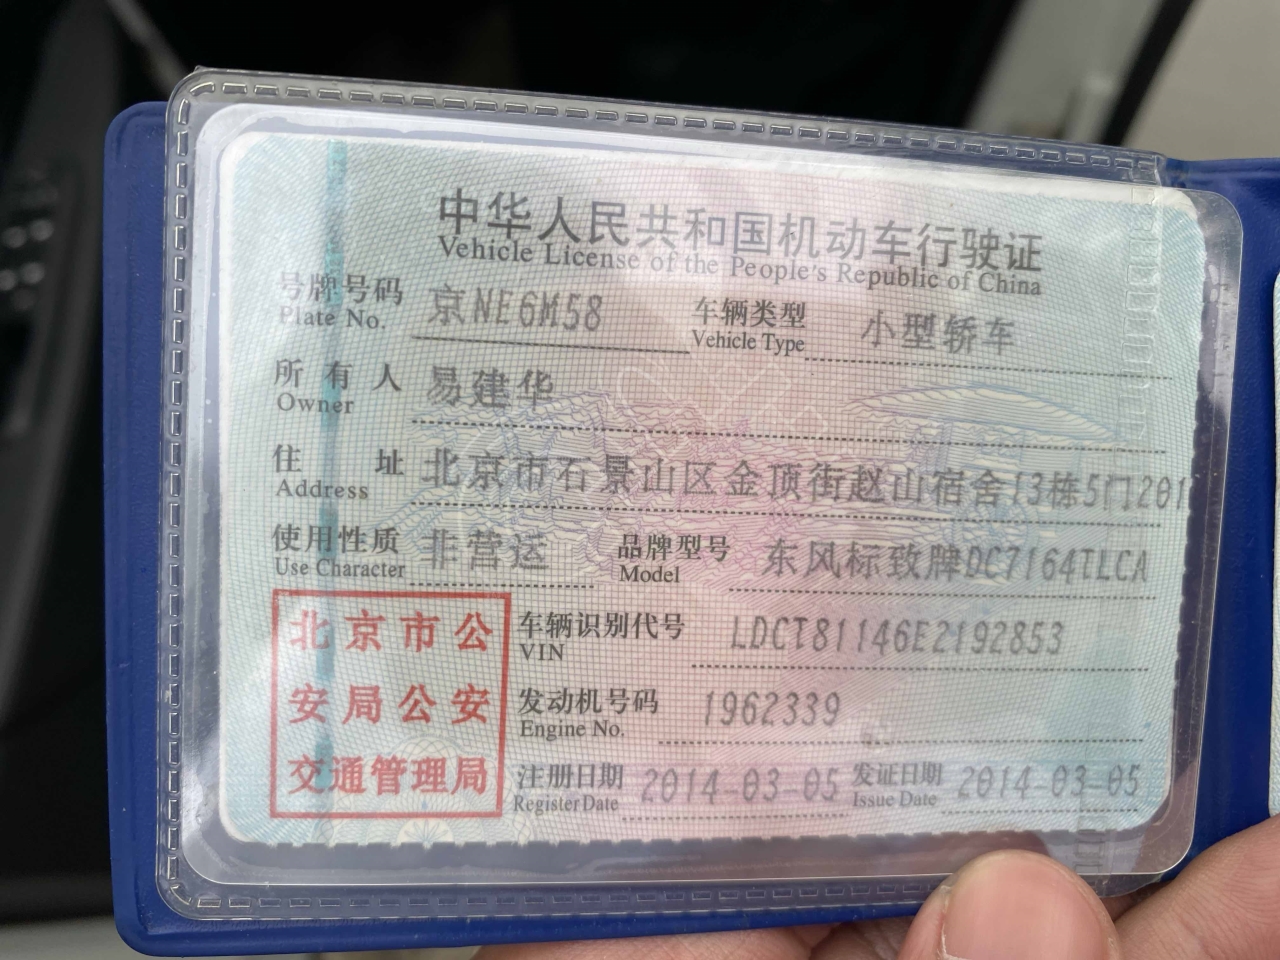 中华人民共和国机动车行驶证
Vehicle License of the People's Republic of China
号牌号码 京NE6M58 车辆类型 小型轿车
Plate No. Vehicle Type
所有人 易建华
Owner
住址 北京市石景山区金顶街赵山宿舍13栋5门201
Address
使用性质 非营运 品牌型号 东风标致牌DC7164TLCA
Use Character Model
北京市公 车辆识别代号 LDCT81146E2192853
VIN
安局公安 发动机号码 1962339
Engine No.
交通管理局 注册日期 2014-03-05 发证日期 2014-03-05
Register Date Issue Date